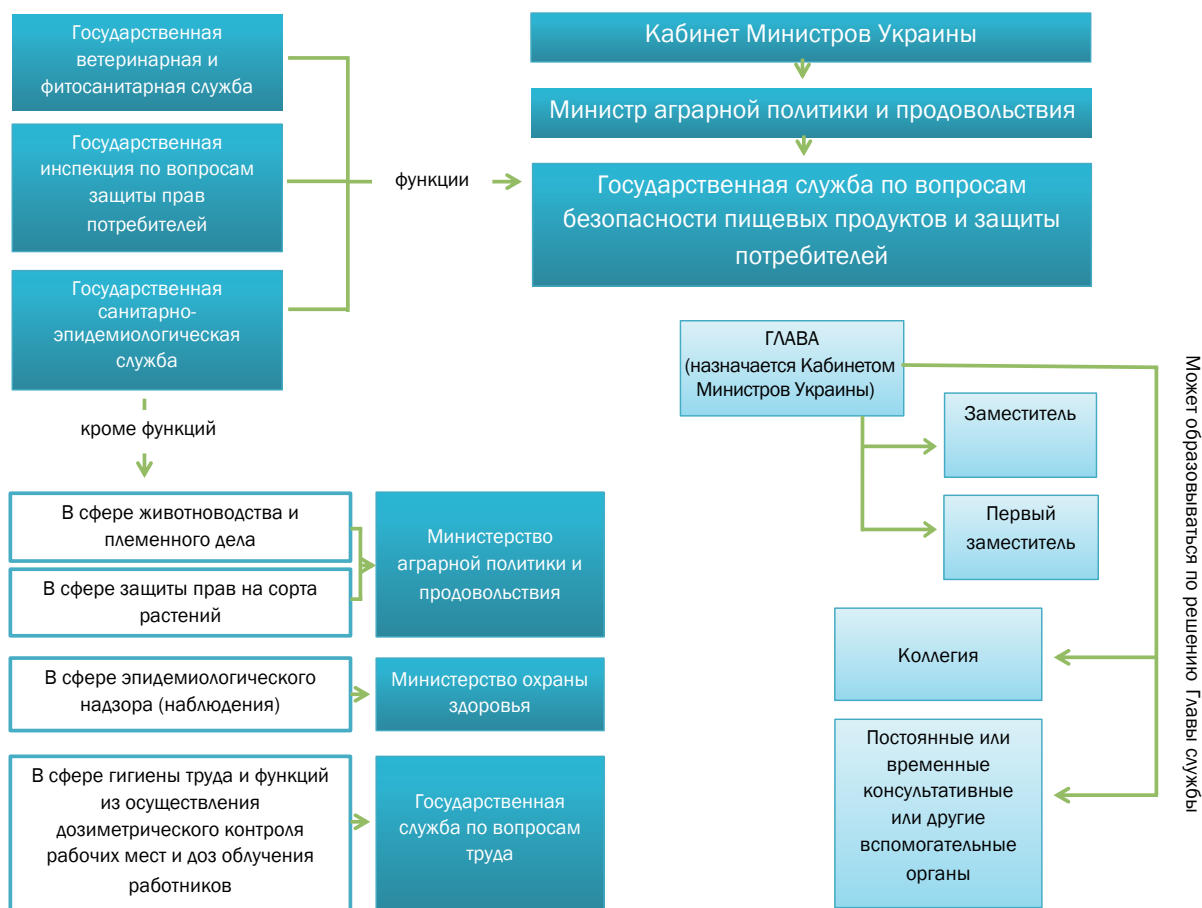 Государственная
ветеринарная и
фитосанитарная служба
Государственная
инспекция по вопросам
защиты прав
потребителей
Государственная
санитарно-
эпидемиологическая
служба
функции
Кабинет Министров Украины
Министр аграрной политики и продовольствия
Государственная служба по вопросам
безопасности пищевых продуктов и защиты
потребителей
кроме функций
В сфере животноводства и
племенного дела
В сфере защиты прав на сорта
растений
Министерство
аграрной политики и
продовольствия
В сфере эпидемиологического
надзора (наблюдения)
Министерство охраны
здоровья
В сфере гигиены труда и функций
из осуществления
дозиметрического контроля
рабочих мест и доз облучения
работников
Государственная
служба по вопросам
труда
ГЛАВА
(назначается Кабинетом
Министров Украины)
Заместитель
Первый
заместитель
Коллегия
Постоянные или
временные
консультативные
или другие
вспомогательные
органы
Может образовываться по решению Главы службы